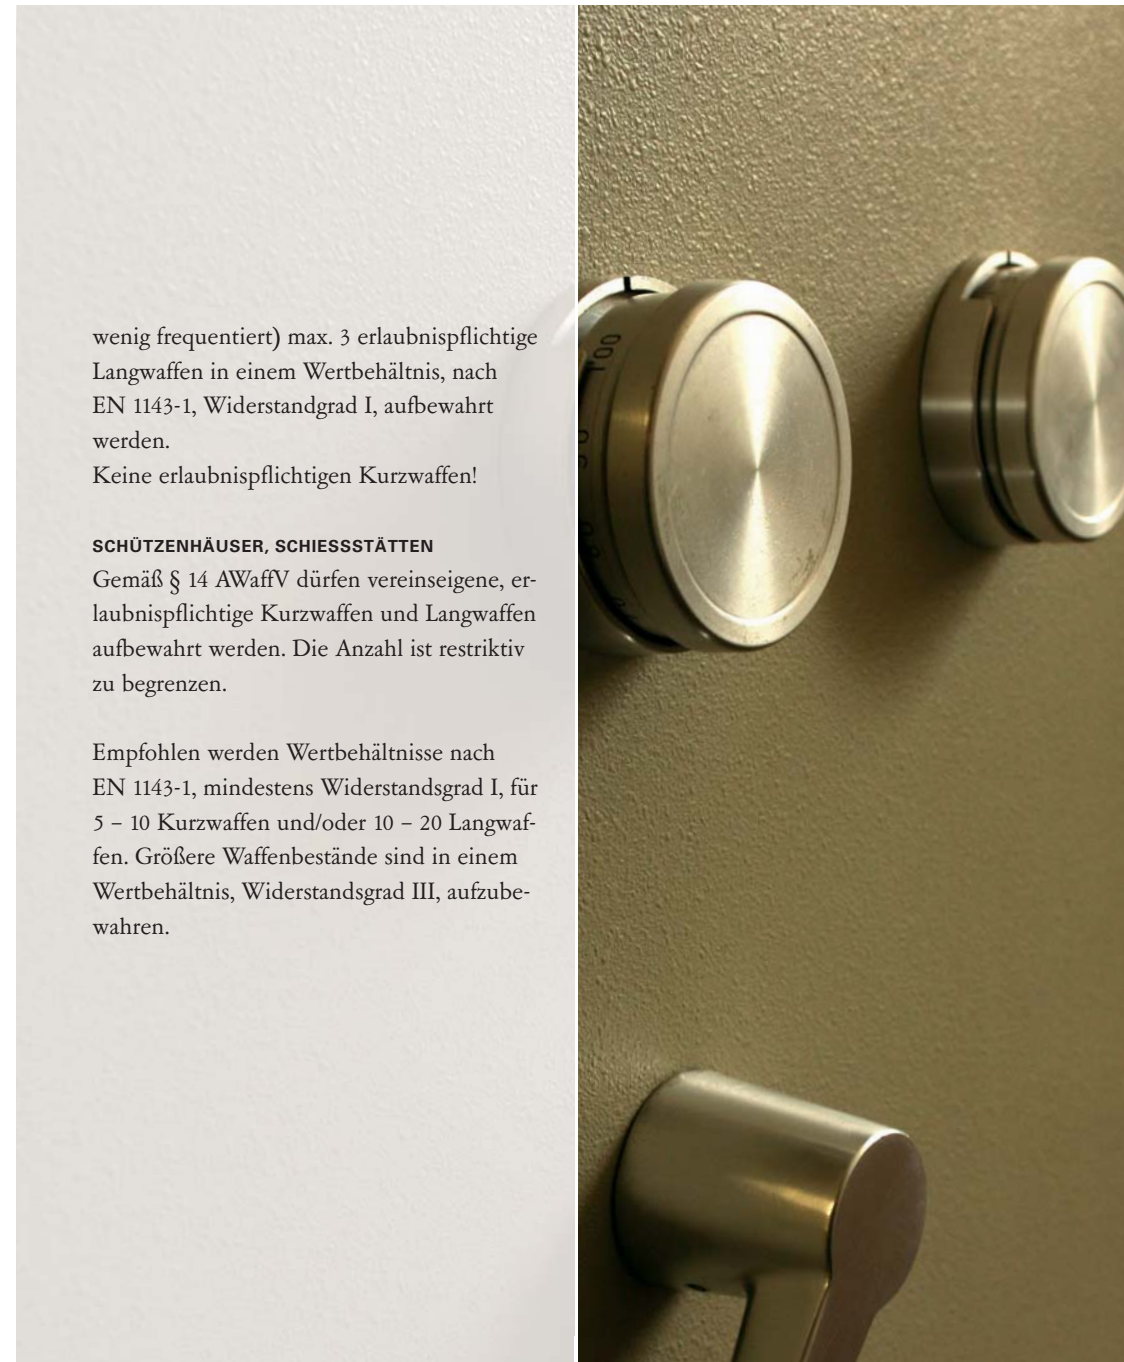 wenig frequentiert) max. 3 erlaubnispflichtige
Langwaffen in einem Wertbehältnis, nach
EN 1143-1, Widerstandgrad I, aufbewahrt
werden.
Keine erlaubnispflichtigen Kurzwaffen!
SCHÜTZENHÄUSER, SCHIESSSTÄTTEN
Gemäß § 14 AWaffV dürfen vereinseigene, er-
laubnispflichtige Kurzwaffen und Langwaffen
aufbewahrt werden. Die Anzahl ist restriktiv
zu begrenzen.
Empfohlen werden Wertbehältnisse nach
EN 1143-1, mindestens Widerstandsgrad I, für
5 – 10 Kurzwaffen und/oder 10 – 20 Langwaf-
fen. Größere Waffenbestände sind in einem
Wertbehältnis, Widerstandsgrad III, aufzube-
wahren.
100